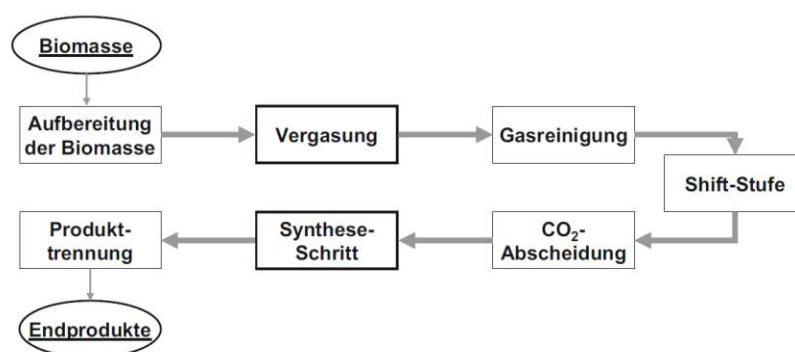 Biomasse
Aufbereitung
der Biomasse
Vergasung
Gasreinigung
Shift-Stufe
CO₂-
Abscheidung
Synthese-
Schritt
Produkt-
trennung
Endprodukte